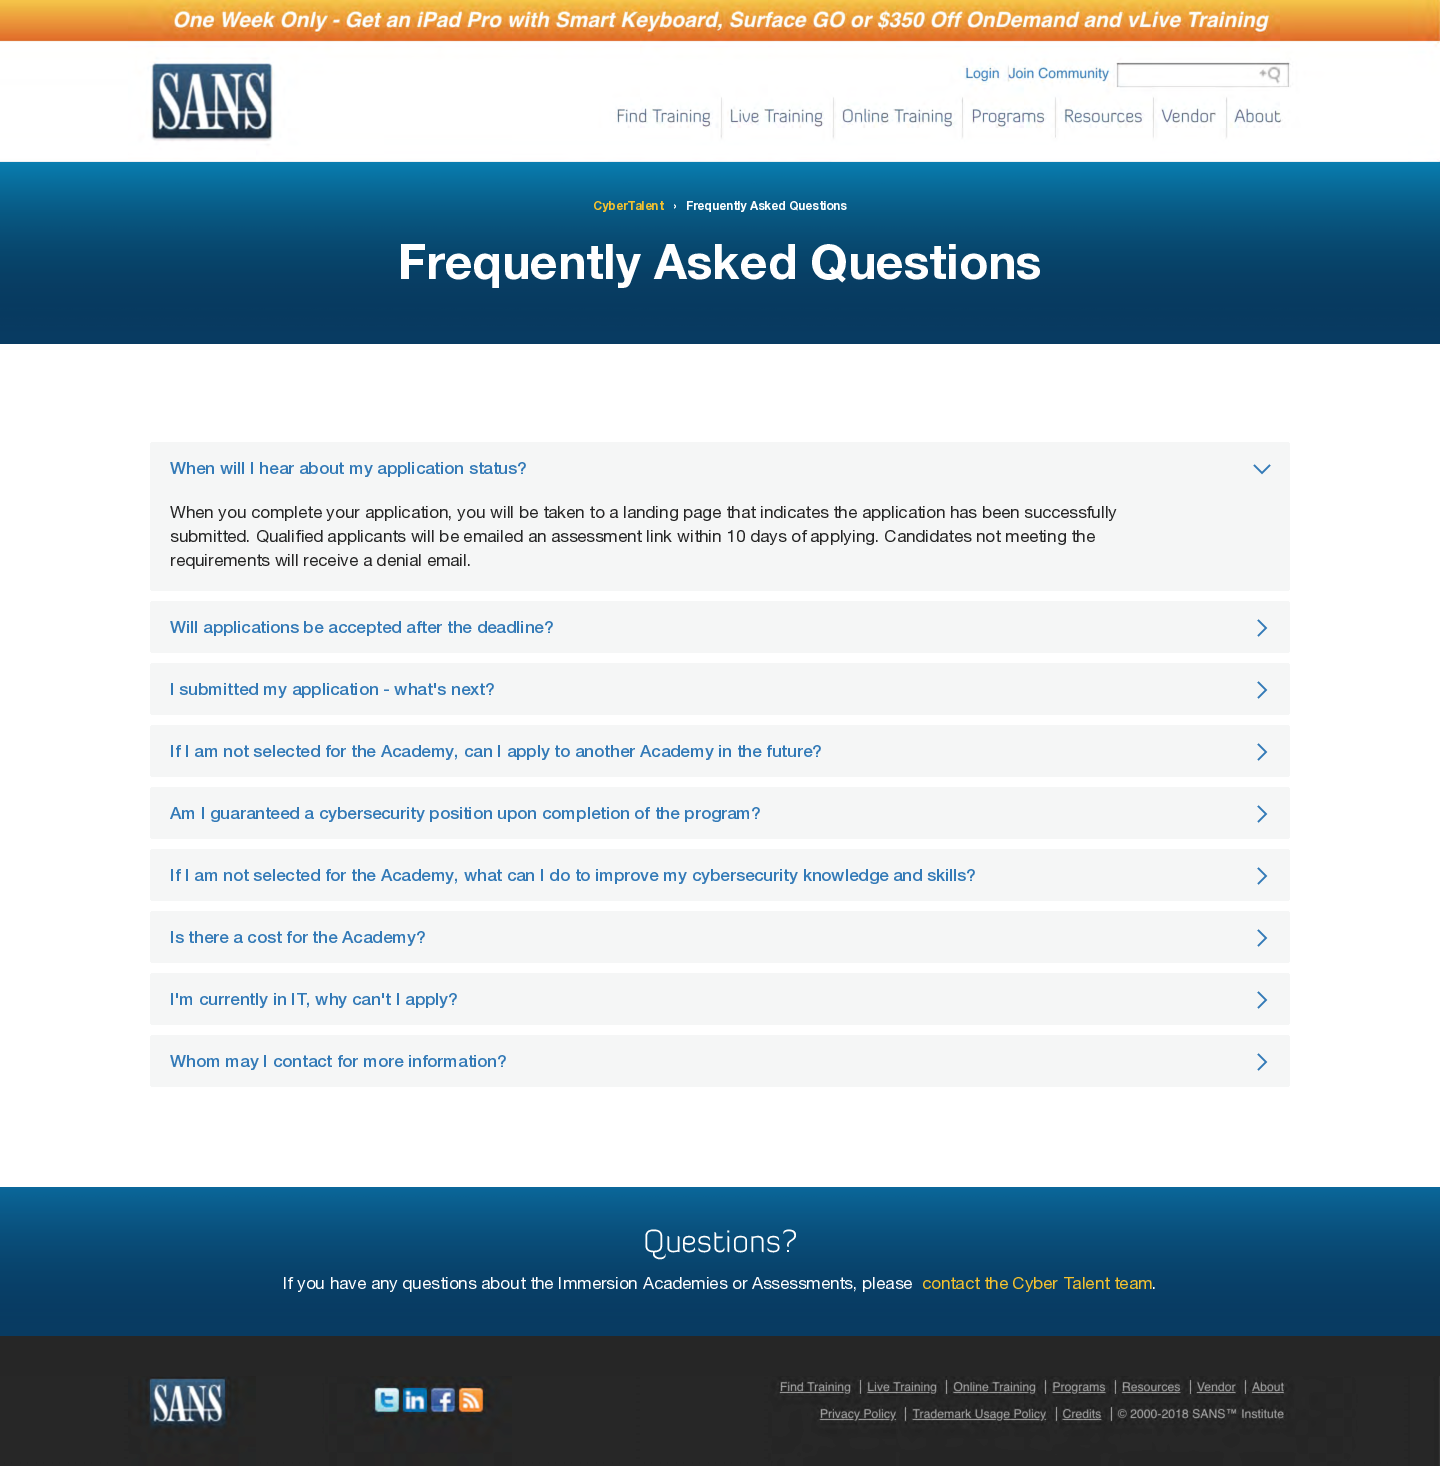 One Week Only - Get an iPad Pro with Smart Keyboard, Surface GO or $350 Off OnDemand and vLive Training
SANS
Login Join Community
Find Training Live Training Online Training Programs Resources Vendor About
CyberTalent › Frequently Asked Questions
Frequently Asked Questions
When will I hear about my application status?
When you complete your application, you will be taken to a landing page that indicates the application has been successfully
submitted. Qualified applicants will be emailed an assessment link within 10 days of applying. Candidates not meeting the
requirements will receive a denial email.
Will applications be accepted after the deadline?
I submitted my application - what's next?
If I am not selected for the Academy, can I apply to another Academy in the future?
Am I guaranteed a cybersecurity position upon completion of the program?
If I am not selected for the Academy, what can I do to improve my cybersecurity knowledge and skills?
Is there a cost for the Academy?
I'm currently in IT, why can't I apply?
Whom may I contact for more information?
Questions?
If you have any questions about the Immersion Academies or Assessments, please contact the Cyber Talent team.
SANS
Find Training | Live Training | Online Training | Programs | Resources | Vendor | About
Privacy Policy | Trademark Usage Policy | Credits | © 2000-2018 SANS™ Institute